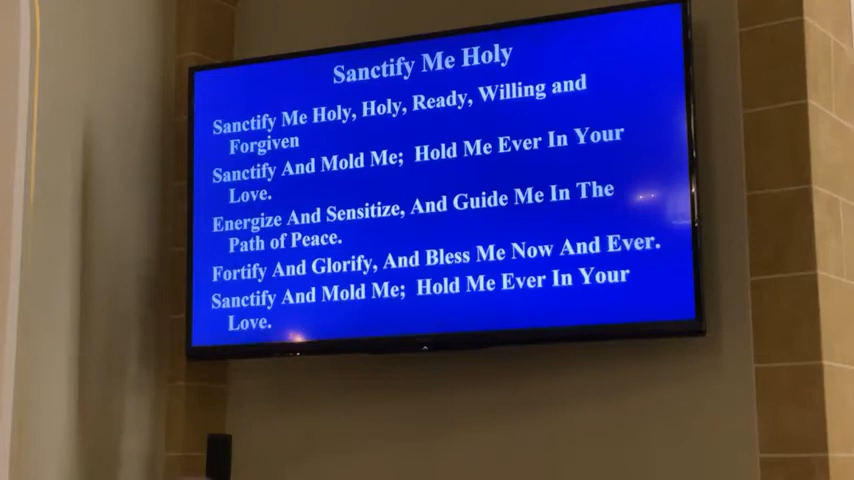 Sanctify Me Holy
Sanctify Me Holy, Holy, Ready, Willing and
Forgiven
Sanctify And Mold Me; Hold Me Ever In Your
Love.
Energize And Sensitize, And Guide Me In The
Path of Peace.
Fortify And Glorify, And Bless Me Now And Ever.
Sanctify And Mold Me; Hold Me Ever In Your
Love.